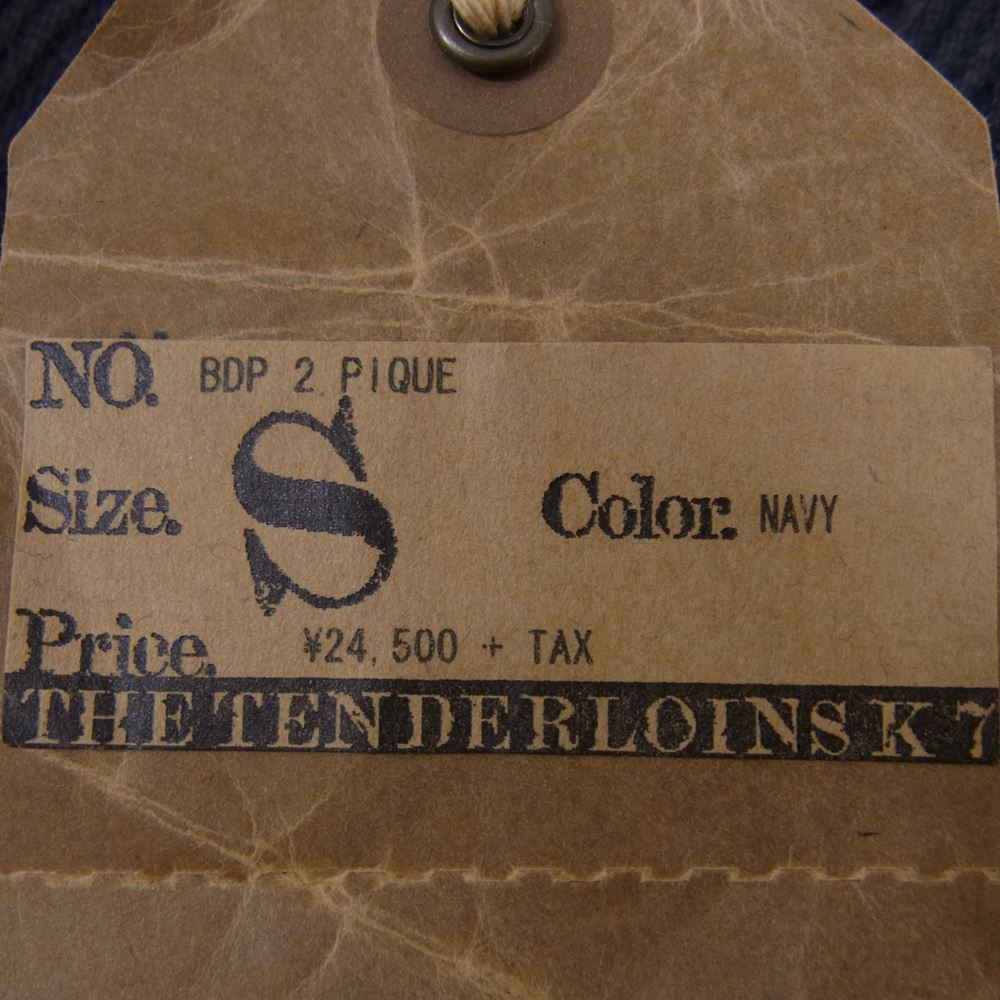 NO. BDP 2 PIQUE
Size. S Color. NAVY
Price. ¥24,500 + TAX
THE TENDERLOINS K 7